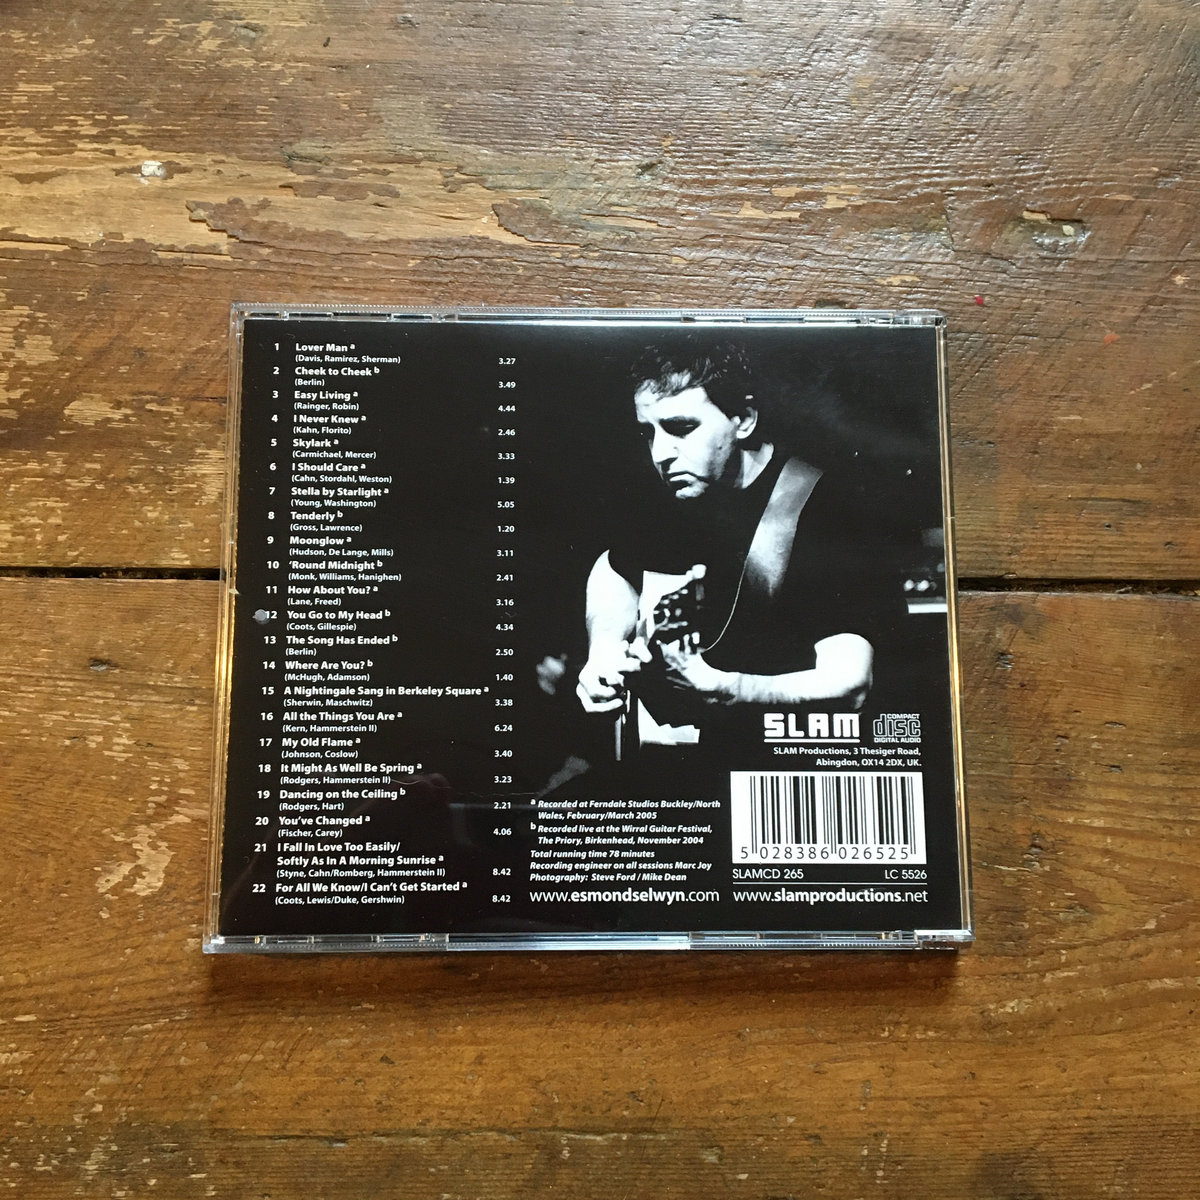 1 Lover Man a
(Davis, Ramirez, Sherman) 3.27
2 Cheek to Cheek b
(Berlin) 3.49
3 Easy Living a
(Rainger, Robin) 4.44
4 I Never Knew a
(Kahn, Florito) 2.46
5 Skylark a
(Carmichael, Mercer) 3.33
6 I Should Care a
(Cahn, Stordahl, Weston) 1.39
7 Stella by Starlight a
(Young, Washington) 5.05
8 Tenderly b
(Gross, Lawrence) 1.20
9 Moonglow a
(Hudson, De Lange, Mills) 3.11
10 ‘Round Midnight b
(Monk, Williams, Hanighen) 2.41
11 How About You? a
(Lane, Freed) 3.16
12 You Go to My Head b
(Coots, Gillespie) 4.34
13 The Song Has Ended b
(Berlin) 2.50
14 Where Are You? b
(McHugh, Adamson) 1.40
15 A Nightingale Sang in Berkeley Square a
(Sherwin, Maschwitz) 3.38
16 All the Things You Are a
(Kern, Hammerstein II) 6.24
17 My Old Flame a
(Johnson, Coslow) 3.40
18 It Might As Well Be Spring a
(Rodgers, Hammerstein II) 3.23
19 Dancing on the Ceiling b
(Rodgers, Hart) 2.21
20 You’ve Changed a
(Fischer, Carey) 4.06
21 I Fall In Love Too Easily/
Softly As In A Morning Sunrise a
(Styne, Cahn/Romberg, Hammerstein II) 8.42
22 For All We Know/I Can’t Get Started a
(Coots, Lewis/Duke, Gershwin) 8.42
a Recorded at Ferndale Studios Buckley/North
Wales, February/March 2005
b Recorded live at the Wirral Guitar Festival,
The Priory, Birkenhead, November 2004
Total running time 78 minutes
Recording engineer on all sessions Marc Joy
Photography: Steve Ford / Mike Dean
www.esmondselwyn.com
SLAM
COMPACT
disc
DIGITAL AUDIO
SLAM Productions, 3 Thesiger Road,
Abingdon, OX14 2DX, UK.
5 028386 026525
SLAMCD 265 LC 5526
www.slamproductions.net